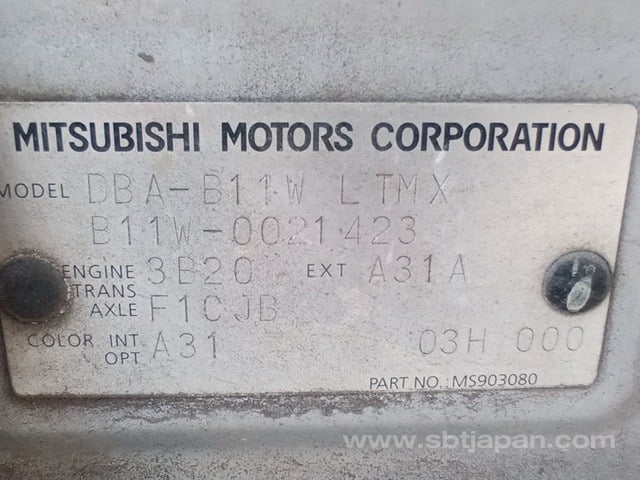 MITSUBISHI MOTORS CORPORATION
MODEL DBA-B11W LTMX
B11W-0021423
ENGINE 3B20 EXT A31A
TRANS AXLE F1CJB
COLOR. INT OPT A31 03H 000
PART NO.: MS903080
www.sbtjapan.com